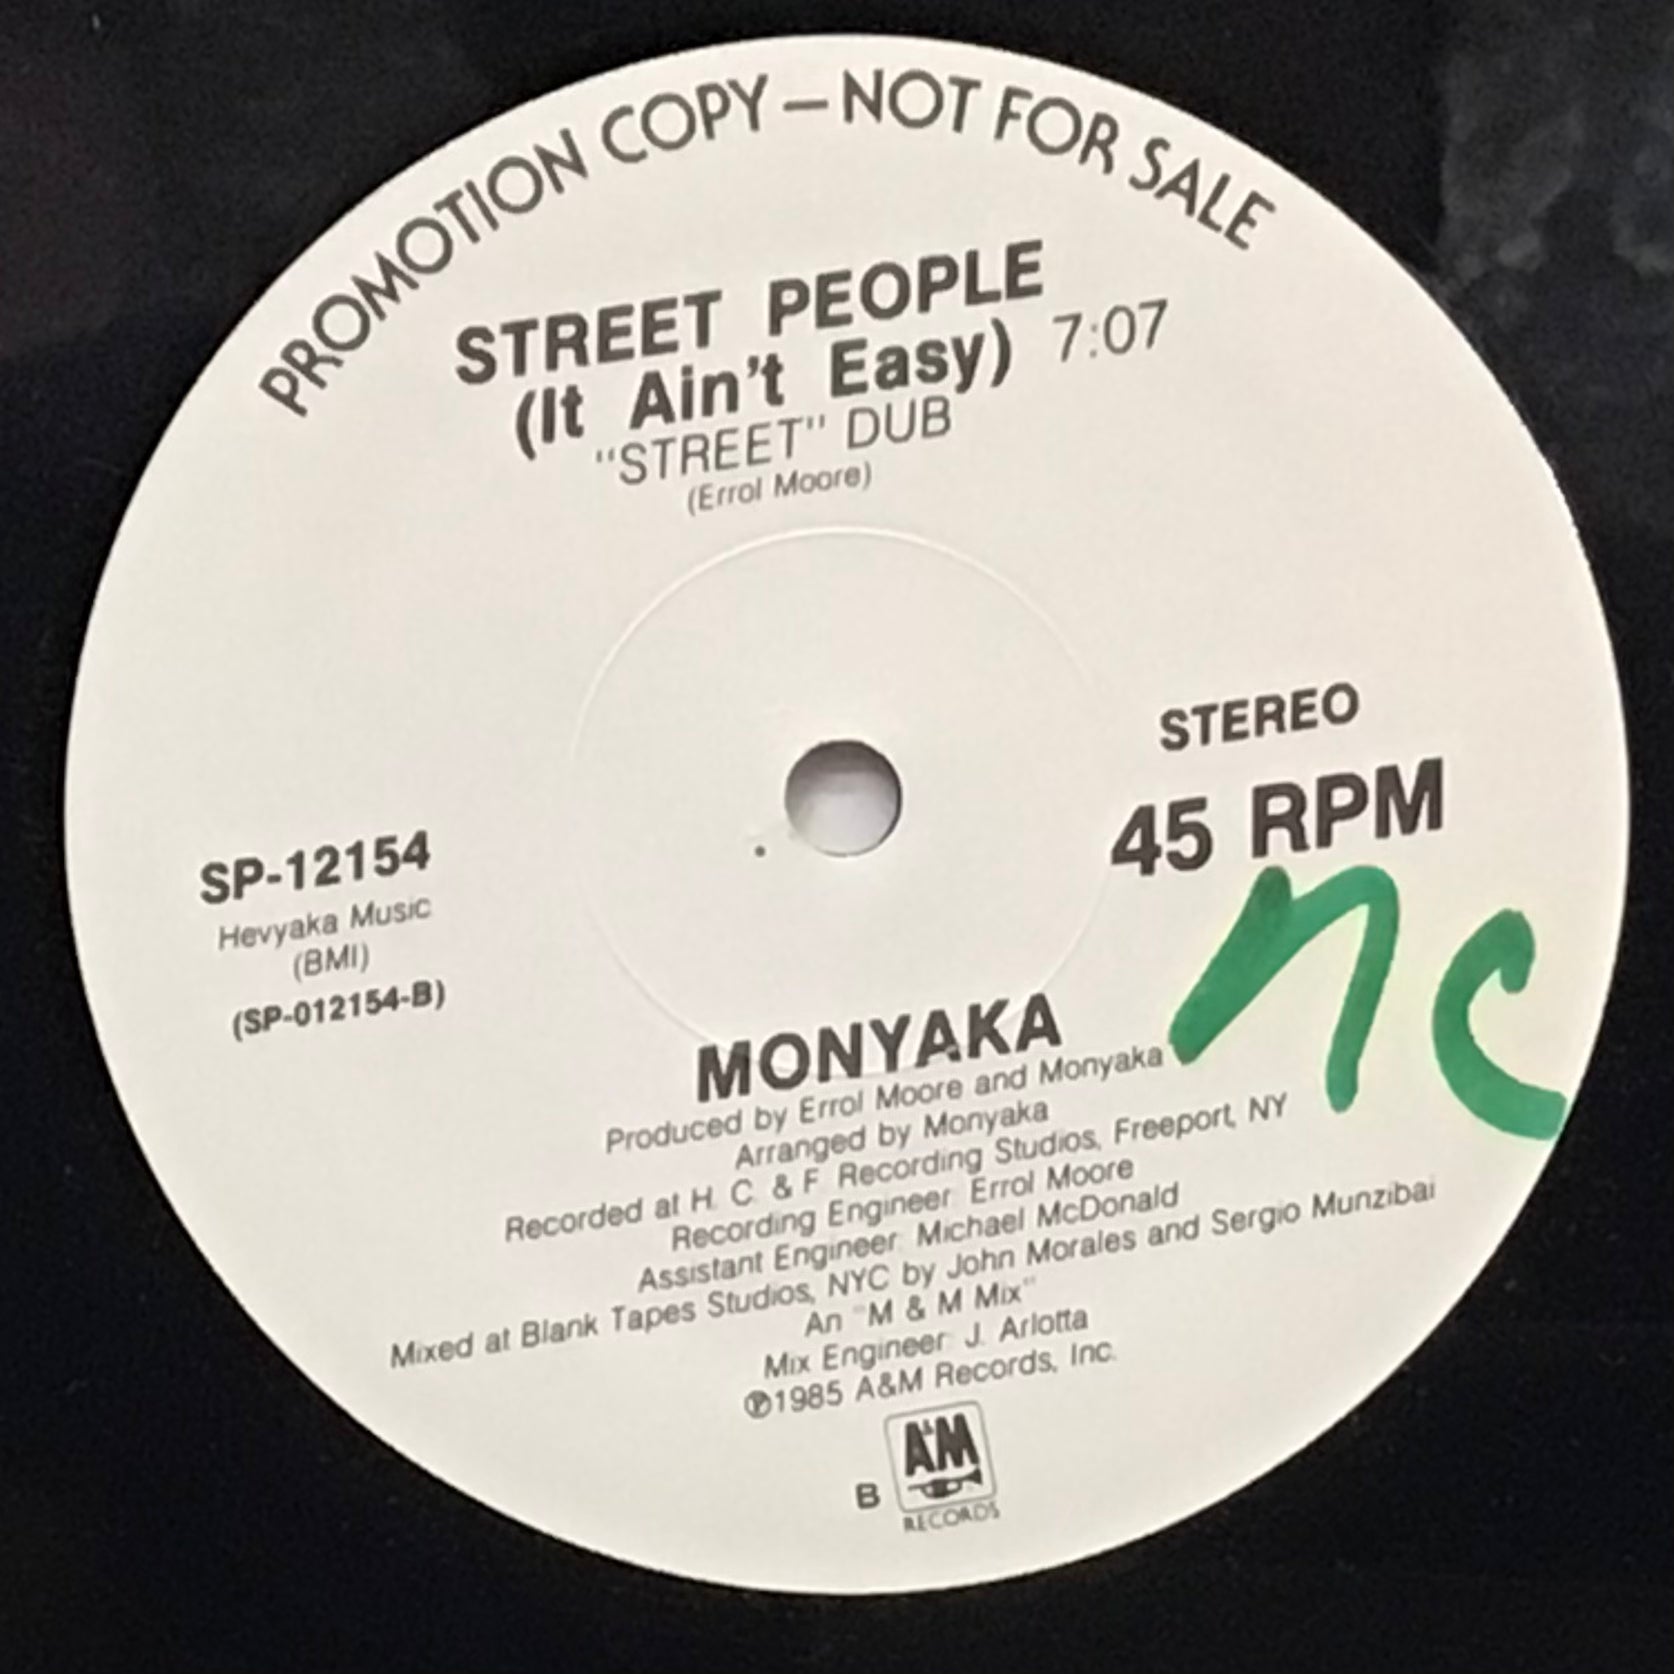 PROMOTION COPY — NOT FOR SALE
STREET PEOPLE
(It Ain't Easy) 7:07
"STREET" DUB
(Errol Moore)
STEREO
45 RPM
SP-12154
Hevyaka Music
(BMI)
(SP-012154-B)
nc
MONYAKA
Produced by Errol Moore and Monyaka
Arranged by Monyaka
Recorded at H. C. & F. Recording Studios, Freeport, NY
Recording Engineer: Errol Moore
Assistant Engineer: Michael McDonald
Mixed at Blank Tapes Studios, NYC by John Morales and Sergio Munzibai
An "M & M Mix"
Mix Engineer: J. Arlotta
℗1985 A&M Records, Inc.
B
A&M
RECORDS